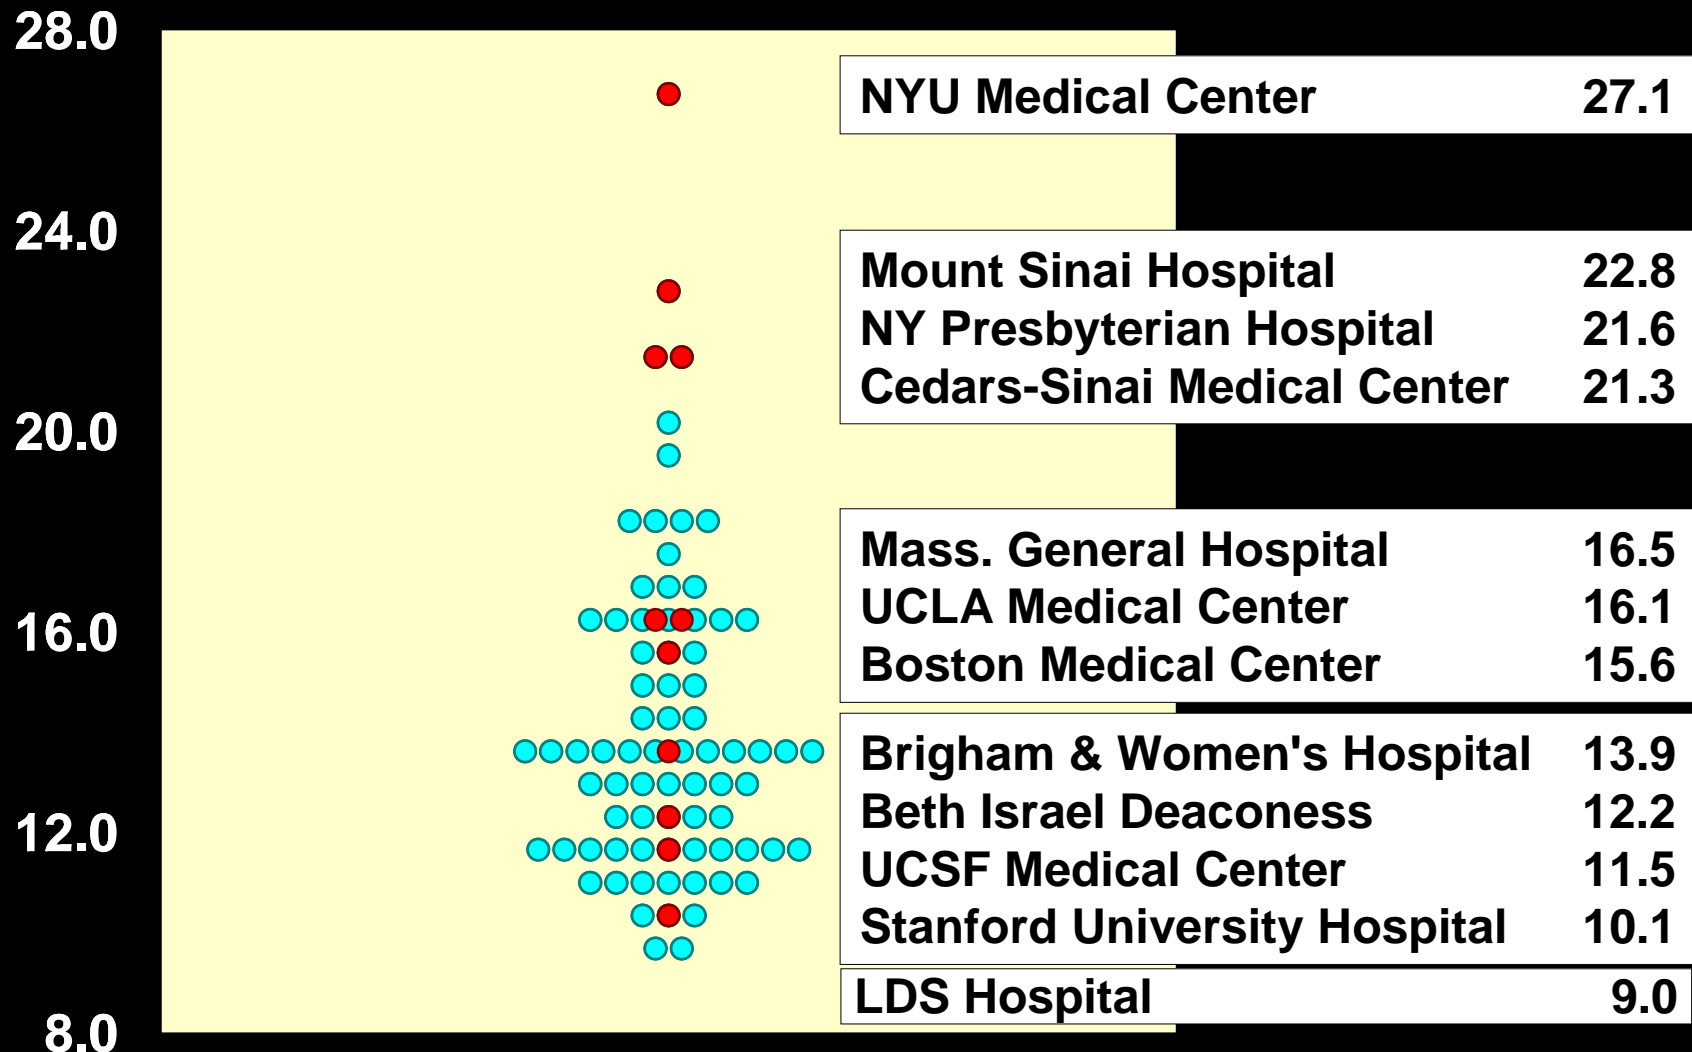 28.0
24.0
20.0
16.0
12.0
8.0
NYU Medical Center 27.1
Mount Sinai Hospital 22.8
NY Presbyterian Hospital 21.6
Cedars-Sinai Medical Center 21.3
Mass. General Hospital 16.5
UCLA Medical Center 16.1
Boston Medical Center 15.6
Brigham & Women's Hospital 13.9
Beth Israel Deaconess 12.2
UCSF Medical Center 11.5
Stanford University Hospital 10.1
LDS Hospital 9.0